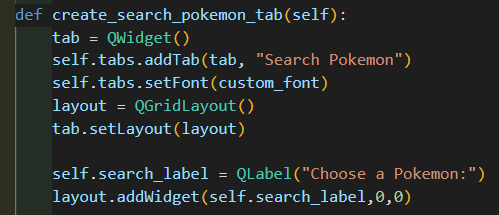 def create_search_pokemon_tab(self):
    tab = QWidget()
    self.tabs.addTab(tab, "Search Pokemon")
    self.tabs.setFont(custom_font)
    layout = QGridLayout()
    tab.setLayout(layout)

    self.search_label = QLabel("Choose a Pokemon:")
    layout.addWidget(self.search_label,0,0)